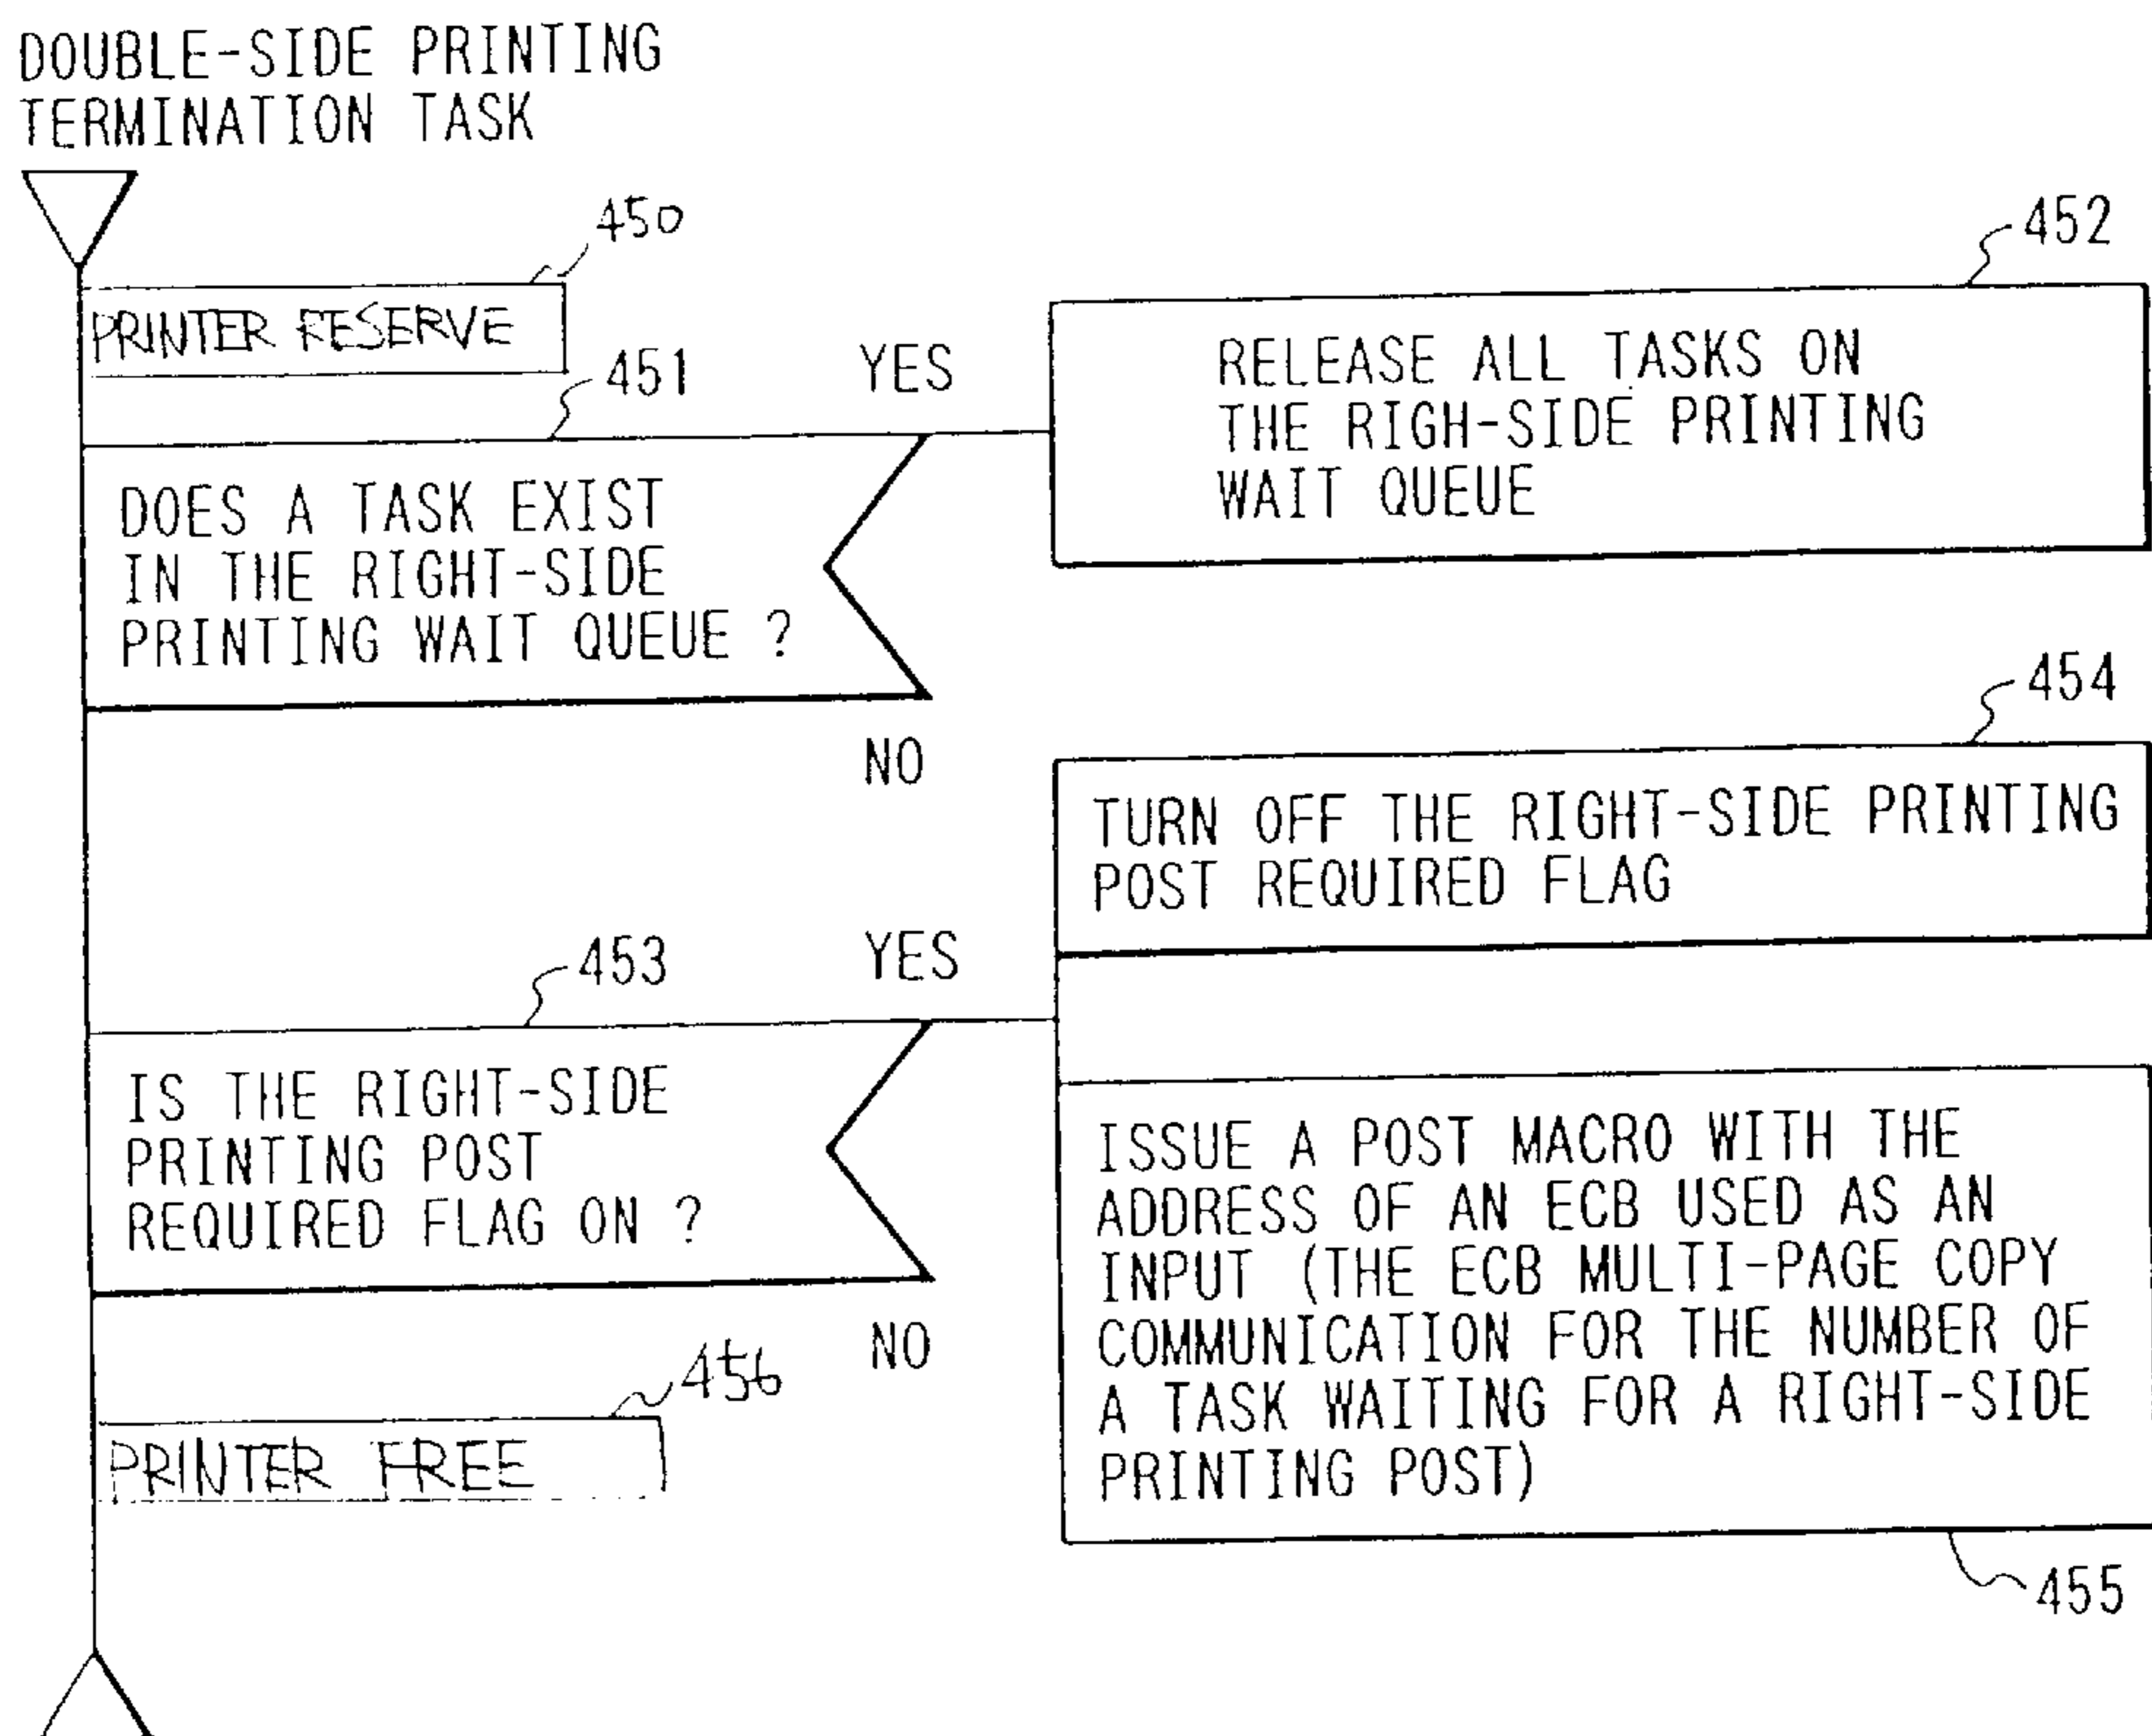 DOUBLE-SIDE PRINTING
TERMINATION TASK
450
PRINTER RESERVE
451
YES
452
RELEASE ALL TASKS ON
THE RIGH-SIDE PRINTING
WAIT QUEUE
DOES A TASK EXIST
IN THE RIGHT-SIDE
PRINTING WAIT QUEUE ?
NO
454
TURN OFF THE RIGHT-SIDE PRINTING
POST REQUIRED FLAG
453
YES
IS THE RIGHT-SIDE
PRINTING POST
REQUIRED FLAG ON ?
NO
ISSUE A POST MACRO WITH THE
ADDRESS OF AN ECB USED AS AN
INPUT (THE ECB MULTI-PAGE COPY
COMMUNICATION FOR THE NUMBER OF
A TASK WAITING FOR A RIGHT-SIDE
PRINTING POST)
455
456
PRINTER FREE